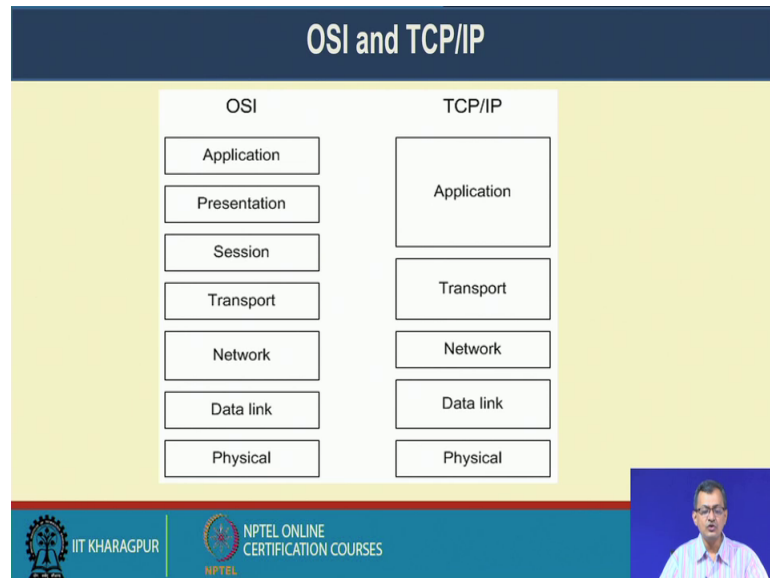 OSI and TCP/IP
OSI
TCP/IP
Application
Presentation
Session
Transport
Network
Data link
Physical
Application
Transport
Network
Data link
Physical
IIT KHARAGPUR
NPTEL
NPTEL ONLINE
CERTIFICATION COURSES